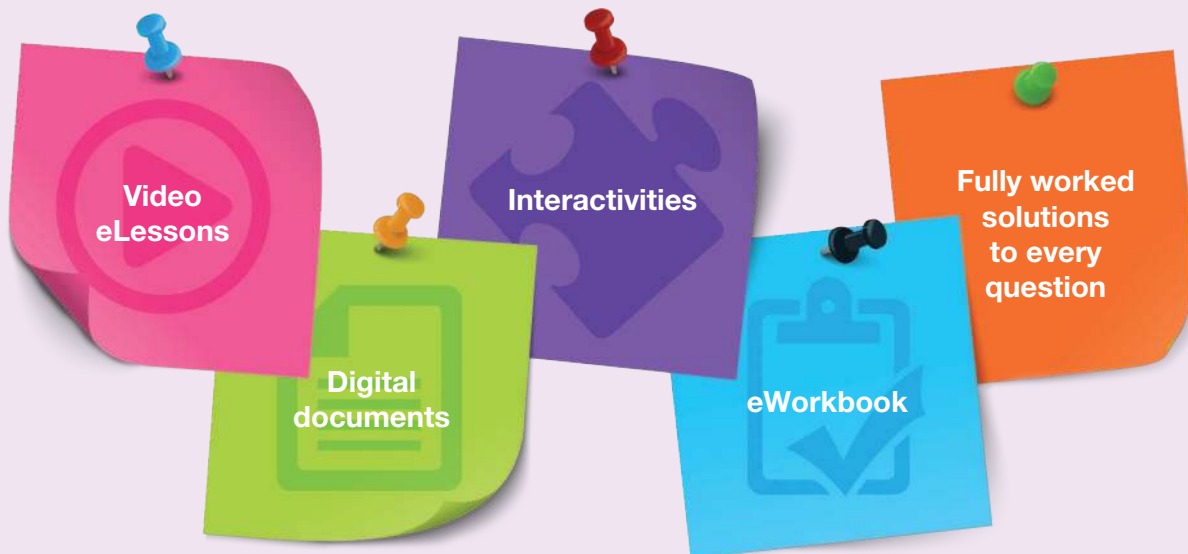 Video
eLessons
Digital
documents
Interactivities
eWorkbook
Fully worked
solutions
to every
question